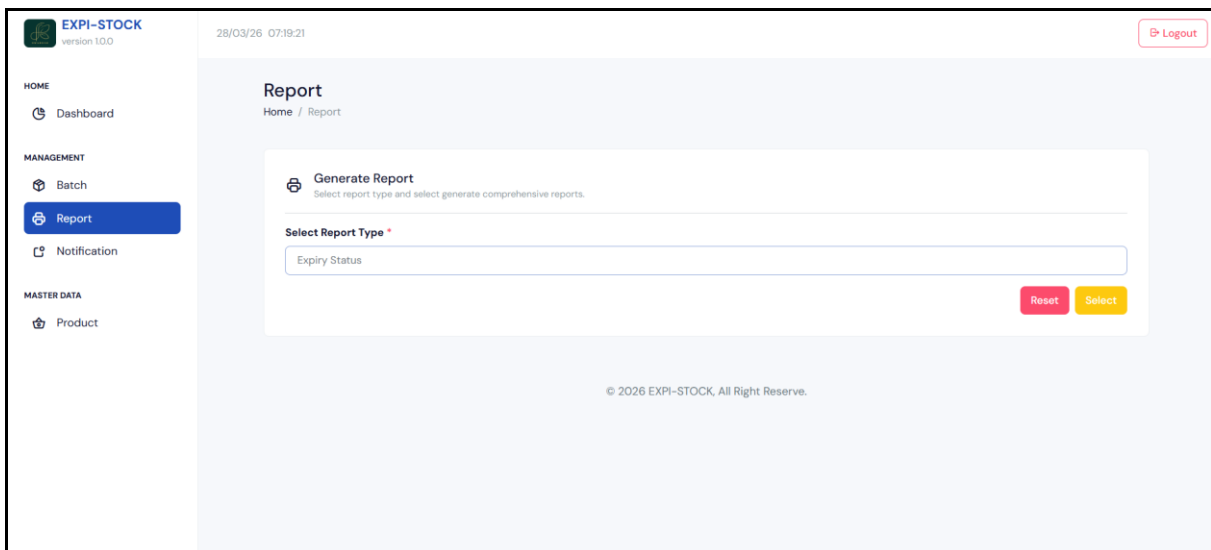 EXPI-STOCK
version 1.0.0
28/03/26 07:19:21
Logout
HOME
Dashboard
MANAGEMENT
Batch
Report
Notification
MASTER DATA
Product
Report
Home / Report
Generate Report
Select report type and select generate comprehensive reports.
Select Report Type *
Expiry Status
Reset
Select
© 2026 EXPI-STOCK, All Right Reserve.